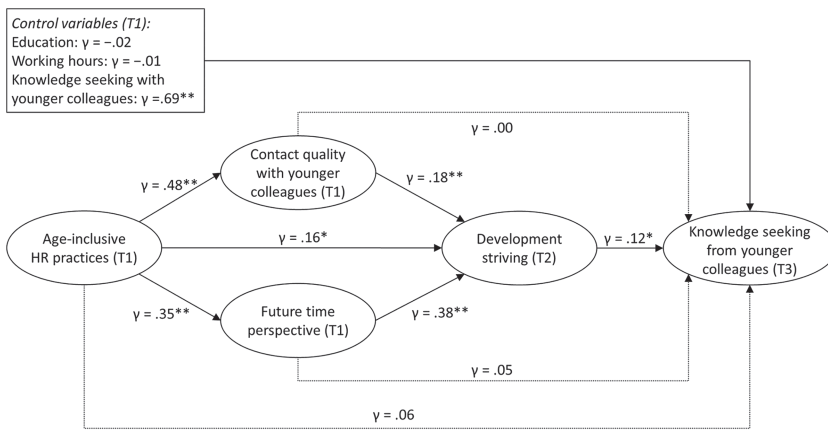 Control variables (T1):
Education: γ = −.02
Working hours: γ = −.01
Knowledge seeking with
younger colleagues: γ =.69**
γ = .00
Contact quality
with younger
colleagues (T1)
γ = .48**
γ = .18**
Age-inclusive
HR practices (T1)
γ = .16*
Development
striving (T2)
γ = .12*
Knowledge seeking
from younger
colleagues (T3)
γ = .35**
Future time
perspective (T1)
γ = .38**
γ = .05
γ = .06